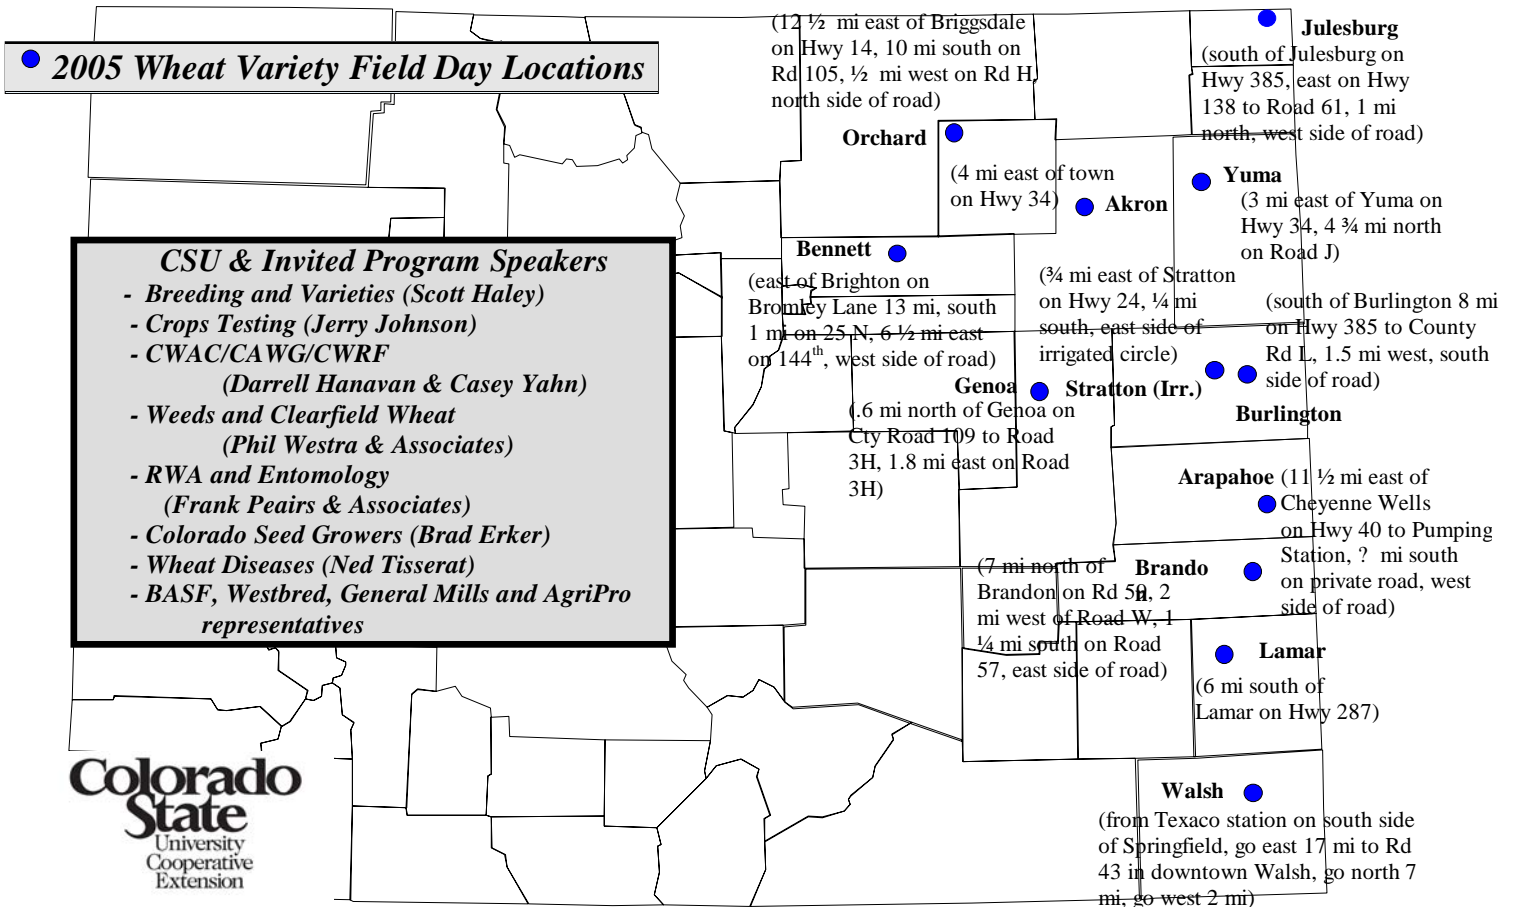 2005 Wheat Variety Field Day Locations
(12 ½ mi east of Briggsdale
on Hwy 14, 10 mi south on
Rd 105, ½ mi west on Rd H,
north side of road)
Orchard
Julesburg
(south of Julesburg on
Hwy 385, east on Hwy
138 to Road 61, 1 mi
north, west side of road)
(4 mi east of town
on Hwy 34)
Akron
Yuma
(3 mi east of Yuma on
Hwy 34, 4 ¾ mi north
on Road J)
Bennett
(east of Brighton on
Bromley Lane 13 mi, south
1 mi on 25 N, 6 ½ mi east
on 144th, west side of road)
(¾ mi east of Stratton
on Hwy 24, ¼ mi
south, east side of
irrigated circle)
Stratton (Irr.)
(south of Burlington 8 mi
on Hwy 385 to County
Rd L, 1.5 mi west, south
side of road)
Burlington
Genoa
(.6 mi north of Genoa on
Cty Road 109 to Road
3H, 1.8 mi east on Road
3H)
Arapahoe
(11 ½ mi east of
Cheyenne Wells
on Hwy 40 to Pumping
Station, ? mi south
on private road, west
side of road)
Brando
n
(7 mi north of
Brandon on Rd 59, 2
mi west of Road W, 1
¼ mi south on Road
57, east side of road)
Lamar
(6 mi south of
Lamar on Hwy 287)
Walsh
(from Texaco station on south side
of Springfield, go east 17 mi to Rd
43 in downtown Walsh, go north 7
mi, go west 2 mi)
CSU & Invited Program Speakers
- Breeding and Varieties (Scott Haley)
- Crops Testing (Jerry Johnson)
- CWAC/CAWG/CWRF
(Darrell Hanavan & Casey Yahn)
- Weeds and Clearfield Wheat
(Phil Westra & Associates)
- RWA and Entomology
(Frank Peairs & Associates)
- Colorado Seed Growers (Brad Erker)
- Wheat Diseases (Ned Tisserat)
- BASF, Westbred, General Mills and AgriPro
representatives
Colorado
State
University
Cooperative
Extension